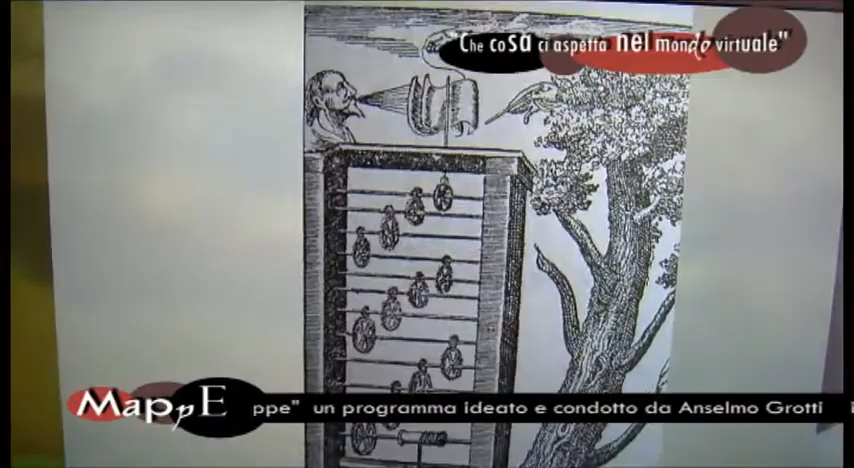 "Che cosa ci aspetta nel mondo virtuale"
MappE
ppe" un programma ideato e condotto da Anselmo Grotti